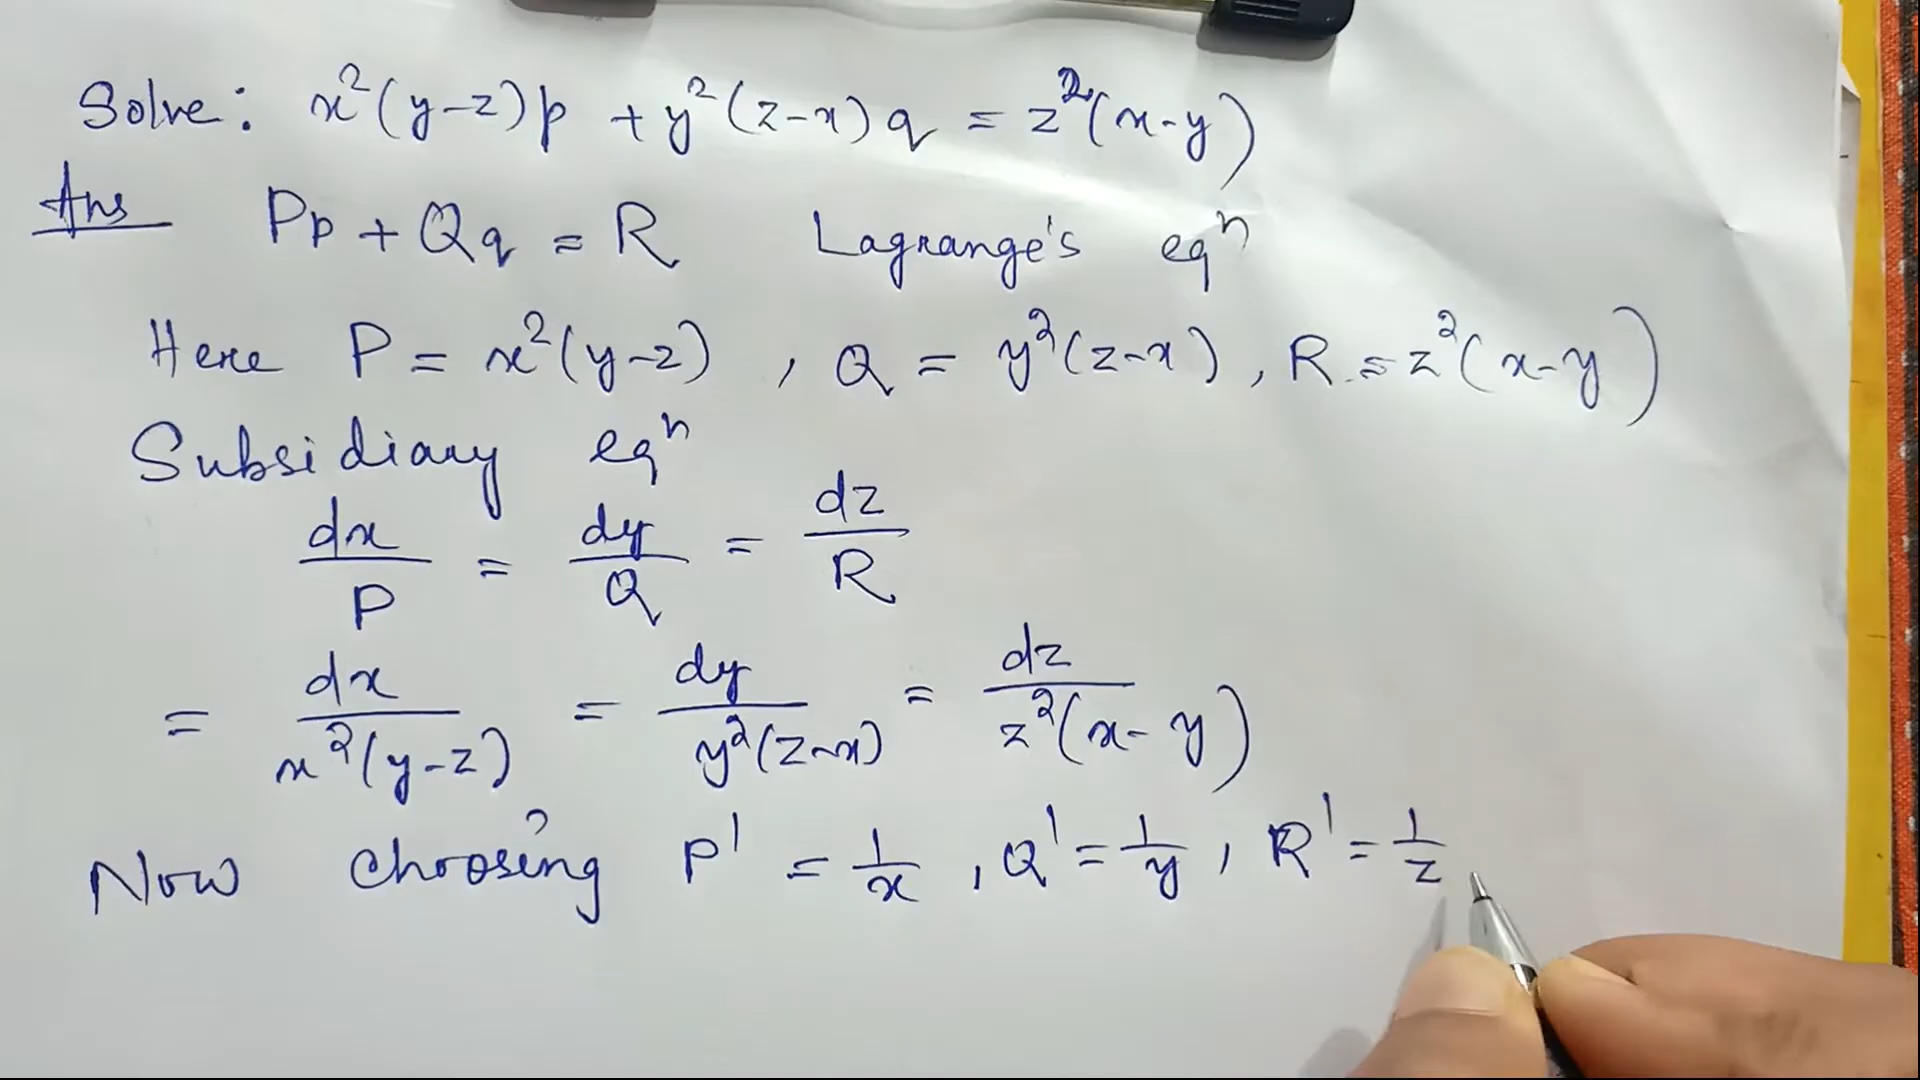 Solve: x²(y-z)p + y²(z-x)q = z²(x-y)
Ans Pp + Qq = R Lagrange's eqⁿ
Here P = x²(y-z) , Q = y²(z-x) , R = z²(x-y)
Subsidiary eqⁿ
dx/P = dy/Q = dz/R
= dx/x²(y-z) = dy/y²(z-x) = dz/z²(x-y)
Now choosing P' = 1/x , Q' = 1/y , R' = 1/z